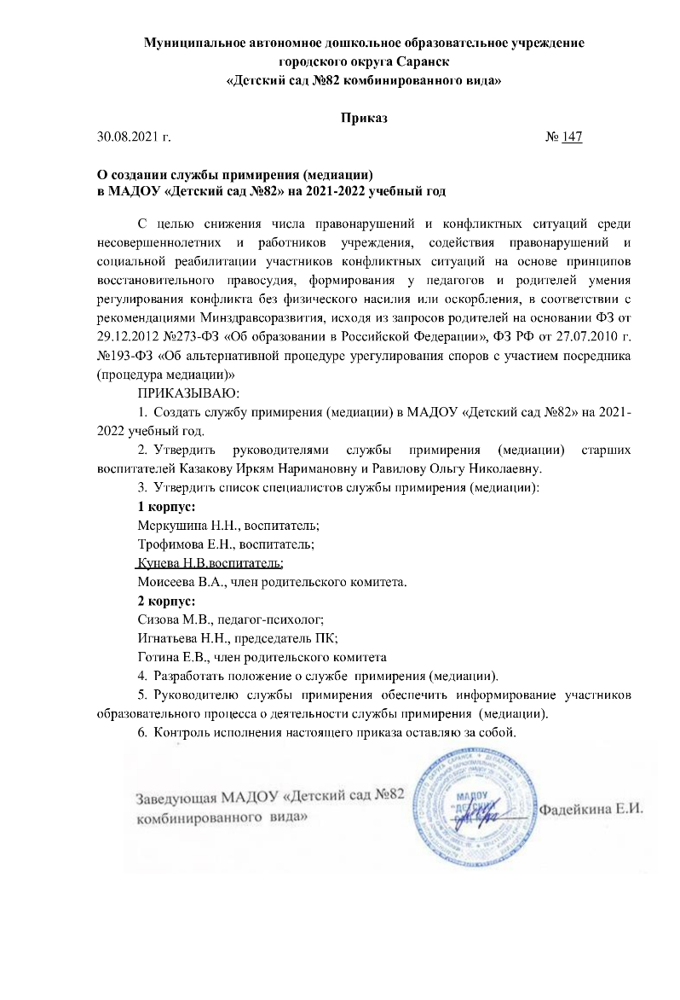 Муниципальное автономное дошкольное образовательное учреждение
городского округа Саранск
«Детский сад №82 комбинированного вида»
Приказ
30.08.2021 г. № 147
О создании службы примирения (медиации)
в МАДОУ «Детский сад №82» на 2021-2022 учебный год
С целью снижения числа правонарушений и конфликтных ситуаций среди
несовершеннолетних и работников учреждения, содействия правонарушений и
социальной реабилитации участников конфликтных ситуаций на основе принципов
восстановительного правосудия, формирования у педагогов и родителей умения
регулирования конфликта без физического насилия или оскорбления, в соответствии с
рекомендациями Минздравсоразвития, исходя из запросов родителей на основании ФЗ от
29.12.2012 №273-ФЗ «Об образовании в Российской Федерации», ФЗ РФ от 27.07.2010 г.
№193-ФЗ «Об альтернативной процедуре урегулирования споров с участием посредника
(процедура медиации)»
ПРИКАЗЫВАЮ:
1. Создать службу примирения (медиации) в МАДОУ «Детский сад №82» на 2021-
2022 учебный год.
2. Утвердить руководителями службы примирения (медиации) старших
воспитателей Казакову Иркям Наримановну и Равилову Ольгу Николаевну.
3. Утвердить список специалистов службы примирения (медиации):
1 корпус:
Меркушина Н.Н., воспитатель;
Трофимова Е.Н., воспитатель;
Кунева Н.В.воспитатель;
Моисеева В.А., член родительского комитета.
2 корпус:
Сизова М.В., педагог-психолог;
Игнатьева Н.Н., председатель ПК;
Готина Е.В., член родительского комитета
4. Разработать положение о службе примирения (медиации).
5. Руководителю службы примирения обеспечить информирование участников
образовательного процесса о деятельности службы примирения (медиации).
6. Контроль исполнения настоящего приказа оставляю за собой.
Заведующая МАДОУ «Детский сад №82
комбинированного вида» Фадейкина Е.И.
МАДОУ
"ДЕТСКИЙ